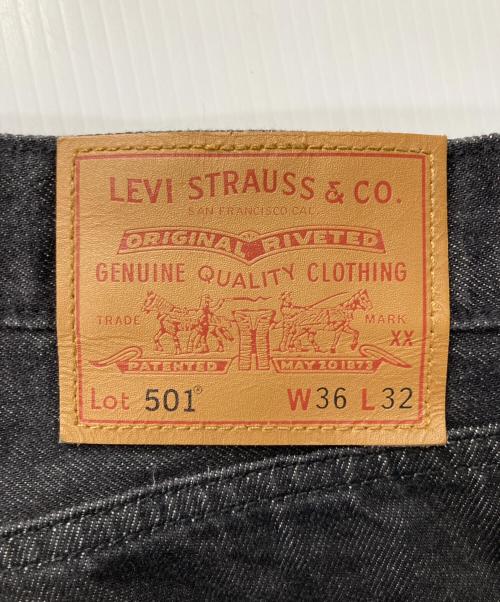 LEVI STRAUSS & CO.
SAN FRANCISCO CAL.
ORIGINAL RIVETED
GENUINE QUALITY CLOTHING
TRADE MARK
XX
PATENTED MAY 20 1873
Lot 501® W36 L32